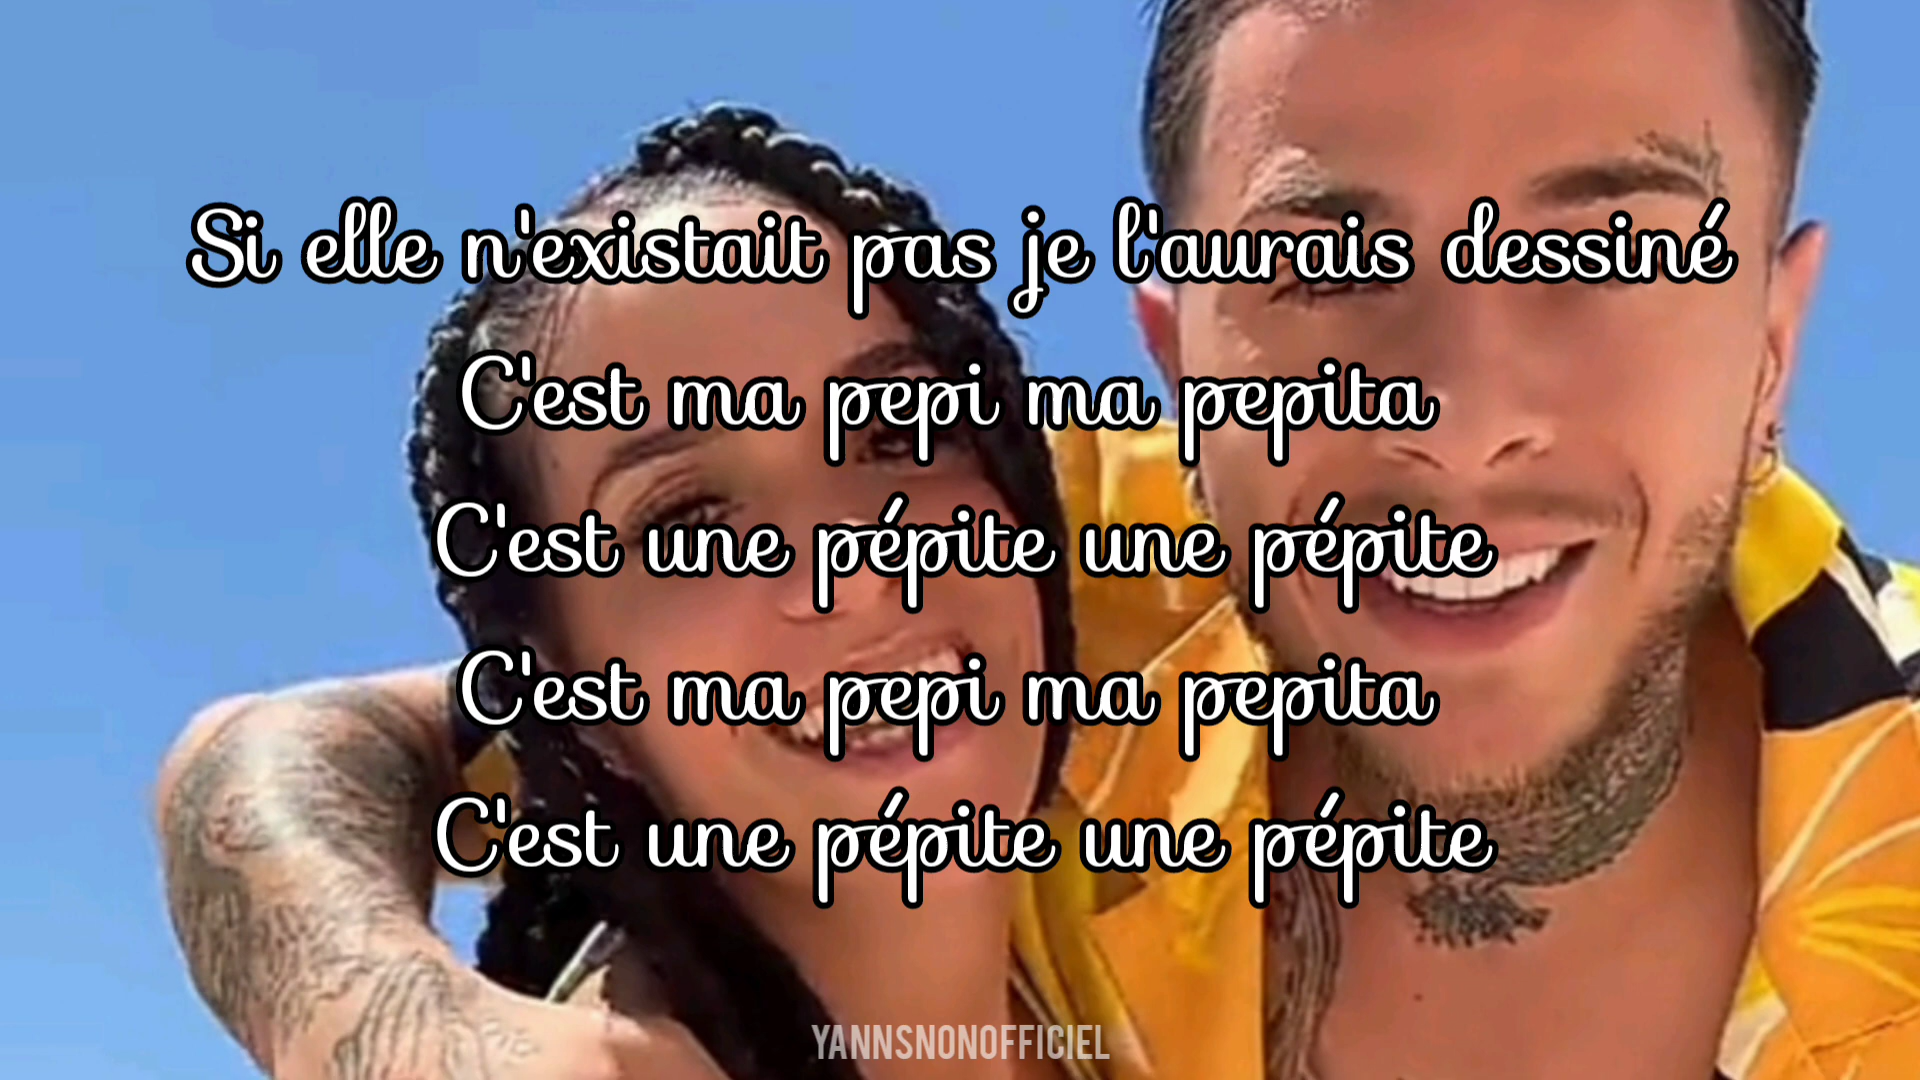 Si elle n'existait pas je l'aurais dessiné
C'est ma pepi ma pepita
C'est une pépite une pépite
C'est ma pepi ma pepita
C'est une pépite une pépite
YANNSNONOFFICIEL